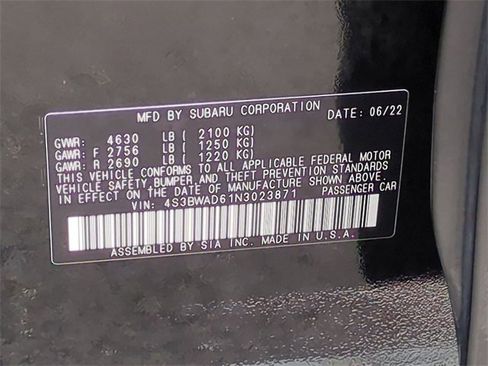 MFD BY SUBARU CORPORATION DATE: 06/22
GVWR: 4630 LB ( 2100 KG)
GAWR: F 2756 LB ( 1250 KG)
GAWR: R 2690 LB ( 1220 KG)
THIS VEHICLE CONFORMS TO ALL APPLICABLE FEDERAL MOTOR
VEHICLE SAFETY, BUMPER, AND THEFT PREVENTION STANDARDS
IN EFFECT ON THE DATE OF MANUFACTURE SHOWN ABOVE.
VIN: 4S3BWAD61N3023871 PASSENGER CAR
ASSEMBLED BY SIA INC. MADE IN U.S.A.